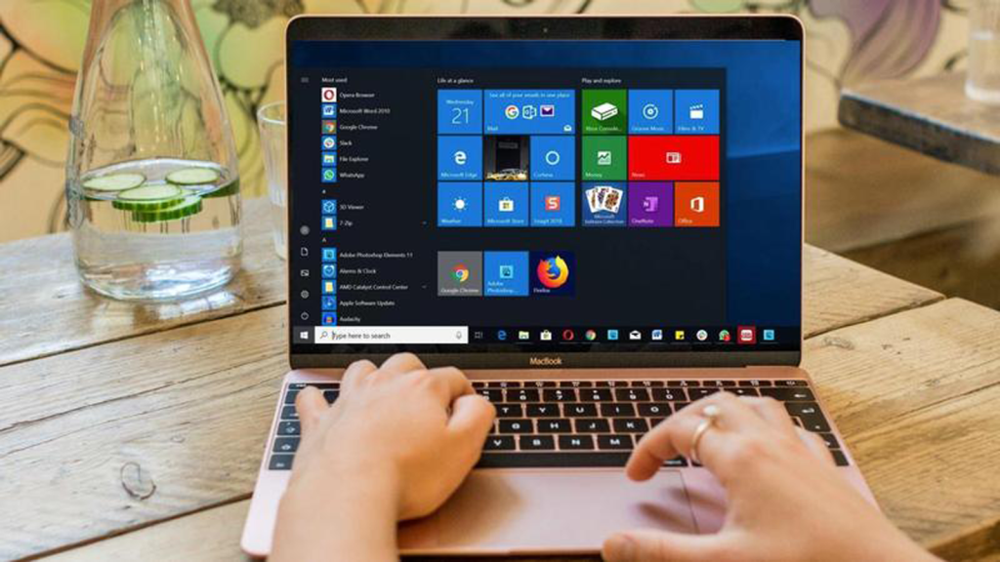 Most used
Opera Browser
Microsoft Word 2010
Google Chrome
Slack
File Explorer
WhatsApp
#
3D Viewer
7-Zip
A
Adobe Photoshop Elements 11
Alarms & Clock
AMD Catalyst Control Center
Apple Software Update
Audacity
Life at a glance
Wednesday
21
See all of your emails in one place
Mail
Microsoft Edge
Cortana
Weather
Microsoft Store
Snagit 2018
Google Chrome
Adobe
Photoshop...
Firefox
Play and explore
Xbox Console...
Groove Music
Films & TV
Money
News
Microsoft
Solitaire Collection
OneNote
Office
Type here to search
MacBook